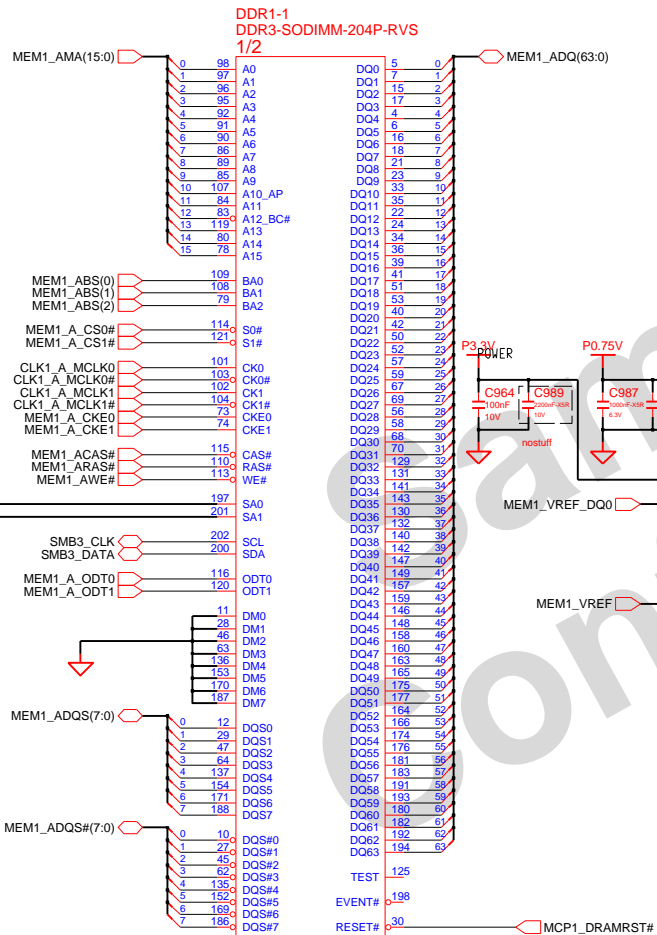 DDR1-1
DDR3-SODIMM-204P-RVS
1/2
MEM1_AMA(15:0)
0 98 A0
1 97 A1
2 96 A2
3 95 A3
4 92 A4
5 91 A5
6 90 A6
7 86 A7
8 89 A8
9 85 A9
10 107 A10_AP
11 84 A11
12 83 A12_BC#
13 119 A13
14 80 A14
15 78 A15
MEM1_ABS(0) 109 BA0
MEM1_ABS(1) 108 BA1
MEM1_ABS(2) 79 BA2
MEM1_A_CS0# 114 S0#
MEM1_A_CS1# 121 S1#
CLK1_A_MCLK0 101 CK0
CLK1_A_MCLK0# 103 CK0#
CLK1_A_MCLK1 102 CK1
CLK1_A_MCLK1# 104 CK1#
MEM1_A_CKE0 73 CKE0
MEM1_A_CKE1 74 CKE1
MEM1_ACAS# 115 CAS#
MEM1_ARAS# 110 RAS#
MEM1_AWE# 113 WE#
197 SA0
201 SA1
SMB3_CLK 202 SCL
SMB3_DATA 200 SDA
MEM1_A_ODT0 116 ODT0
MEM1_A_ODT1 120 ODT1
11 DM0
28 DM1
46 DM2
63 DM3
136 DM4
153 DM5
170 DM6
187 DM7
MEM1_ADQS(7:0)
0 12 DQS0
1 29 DQS1
2 47 DQS2
3 64 DQS3
4 137 DQS4
5 154 DQS5
6 171 DQS6
7 188 DQS7
MEM1_ADQS#(7:0)
0 10 DQS#0
1 27 DQS#1
2 45 DQS#2
3 62 DQS#3
4 135 DQS#4
5 152 DQS#5
6 169 DQS#6
7 186 DQS#7
MEM1_ADQ(63:0)
DQ0 5 0
DQ1 7 1
DQ2 15 2
DQ3 17 3
DQ4 4 4
DQ5 6 5
DQ6 16 6
DQ7 18 7
DQ8 21 8
DQ9 23 9
DQ10 33 10
DQ11 35 11
DQ12 22 12
DQ13 24 13
DQ14 34 14
DQ15 36 15
DQ16 39 16
DQ17 41 17
DQ18 51 18
DQ19 53 19
DQ20 40 20
DQ21 42 21
DQ22 50 22
DQ23 52 23
DQ24 57 24
DQ25 59 25
DQ26 67 26
DQ27 69 27
DQ28 56 28
DQ29 58 29
DQ30 68 30
DQ31 70 31
DQ32 129 32
DQ33 131 33
DQ34 141 34
DQ35 143 35
DQ36 130 36
DQ37 132 37
DQ38 140 38
DQ39 142 39
DQ40 147 40
DQ41 149 41
DQ42 157 42
DQ43 159 43
DQ44 146 44
DQ45 148 45
DQ46 158 46
DQ47 160 47
DQ48 163 48
DQ49 165 49
DQ50 175 50
DQ51 177 51
DQ52 164 52
DQ53 166 53
DQ54 174 54
DQ55 176 55
DQ56 181 56
DQ57 183 57
DQ58 191 58
DQ59 193 59
DQ60 180 60
DQ61 182 61
DQ62 192 62
DQ63 194 63
TEST 125
EVENT# 198
RESET# 30
MCP1_DRAMRST#
P3.3V
POWER
P0.75V
C964
100nF
10V
C989
2200nF-X5R
10V
nostuff
C987
1000nF-X5R
6.3V
MEM1_VREF_DQ0
MEM1_VREF
Sam
Con